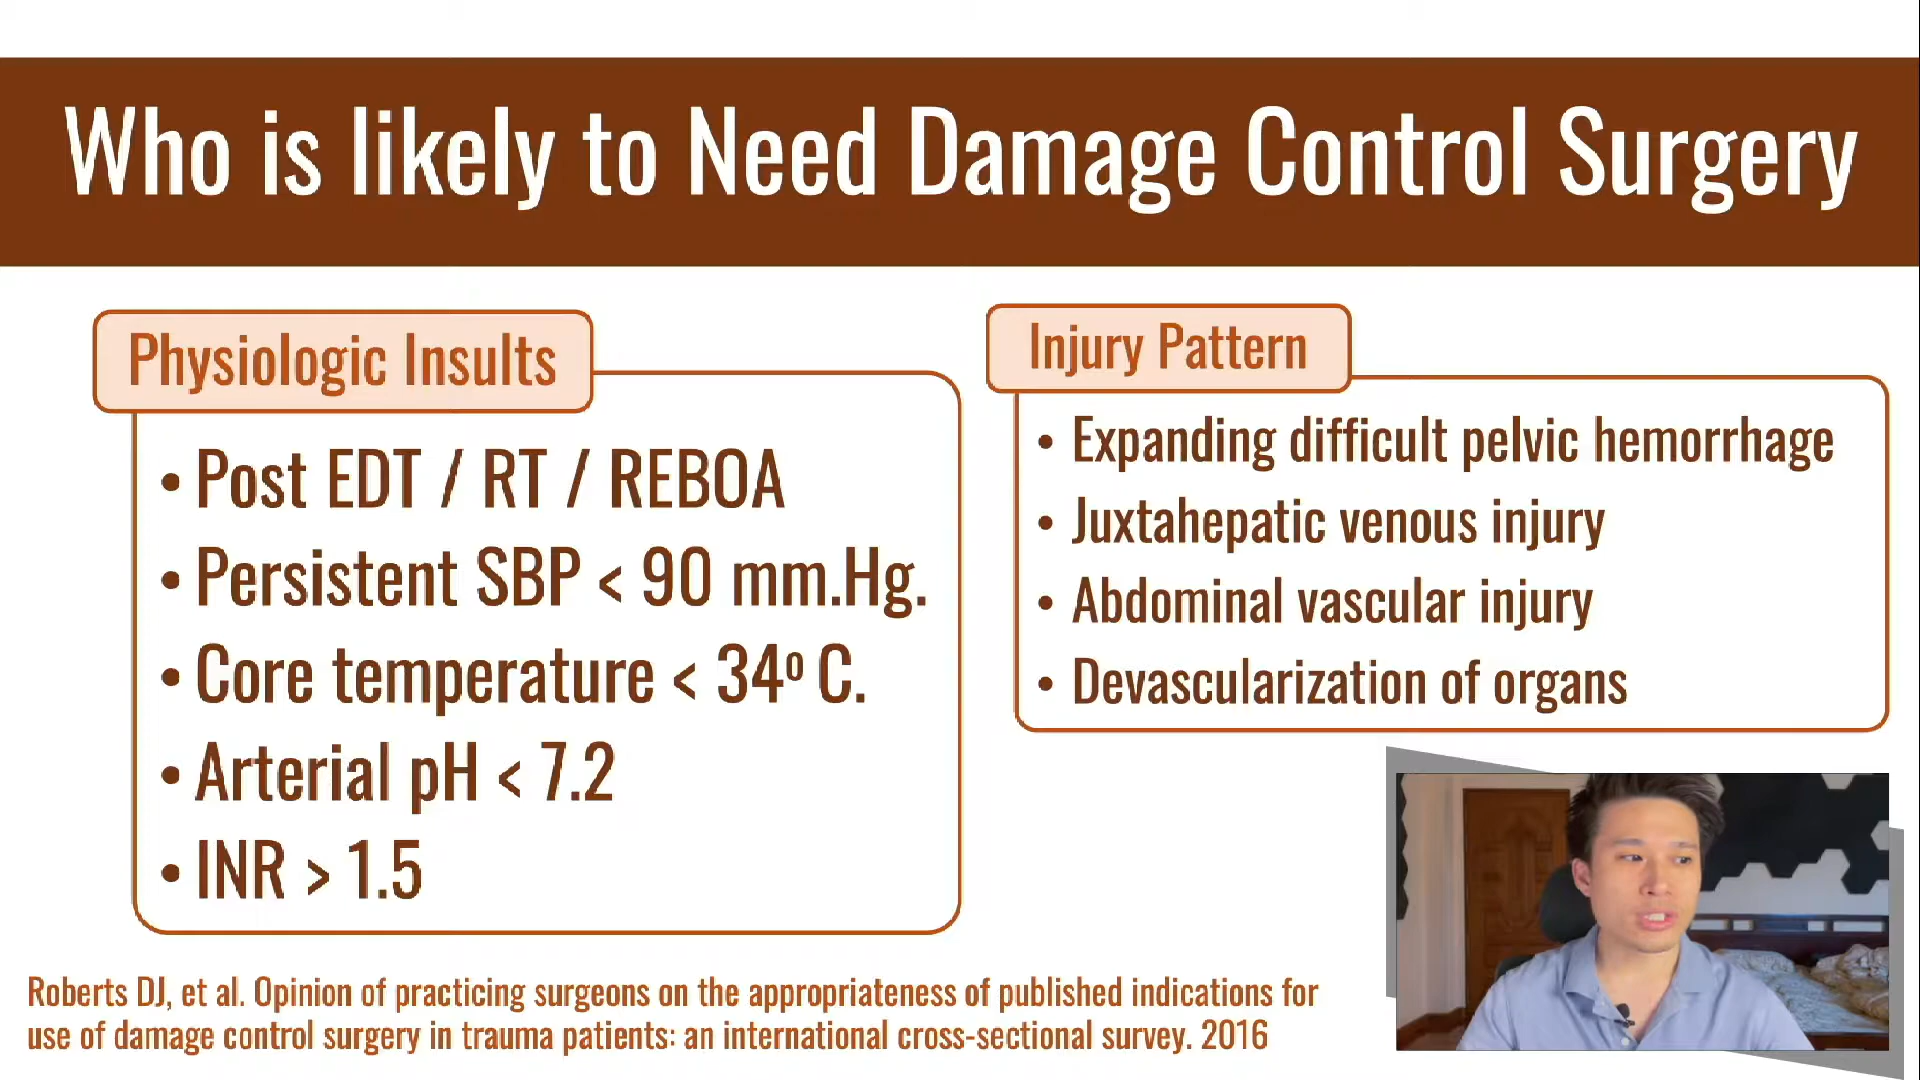 Who is likely to Need Damage Control Surgery
Physiologic Insults
• Post EDT / RT / REBOA
• Persistent SBP < 90 mm.Hg.
• Core temperature < 34⁰ C.
• Arterial pH < 7.2
• INR > 1.5
Injury Pattern
• Expanding difficult pelvic hemorrhage
• Juxtahepatic venous injury
• Abdominal vascular injury
• Devascularization of organs
Roberts DJ, et al. Opinion of practicing surgeons on the appropriateness of published indications for
use of damage control surgery in trauma patients: an international cross-sectional survey. 2016